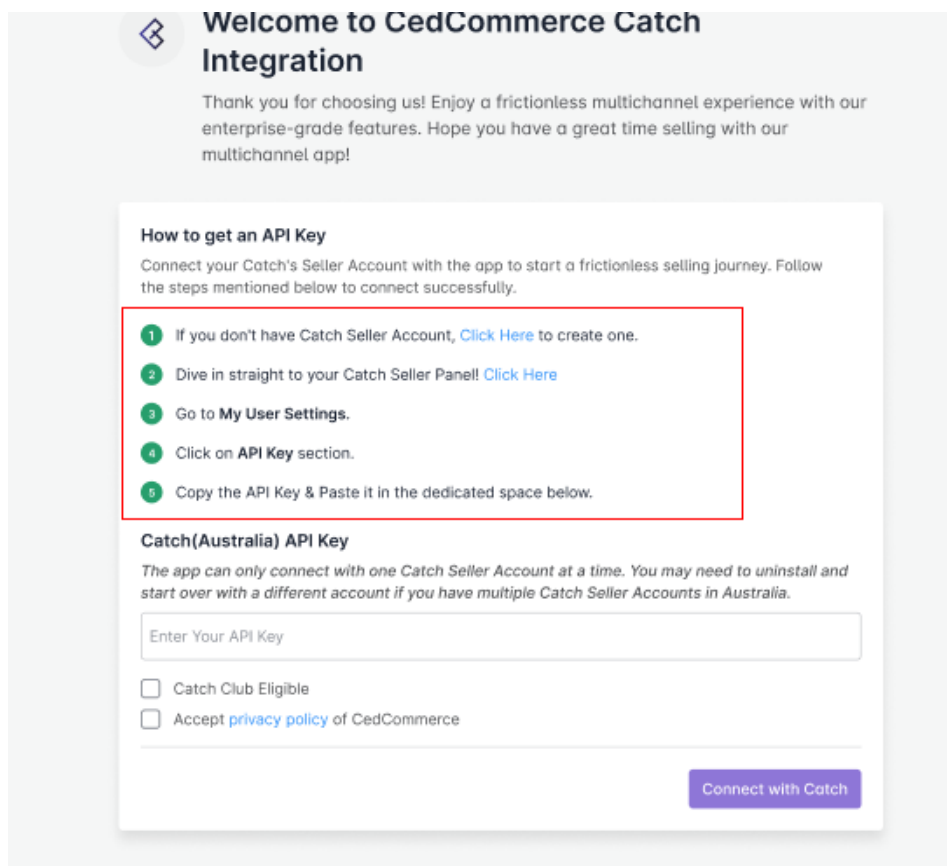 Welcome to CedCommerce Catch
Integration
Thank you for choosing us! Enjoy a frictionless multichannel experience with our
enterprise-grade features. Hope you have a great time selling with our
multichannel app!
How to get an API Key
Connect your Catch's Seller Account with the app to start a frictionless selling journey. Follow
the steps mentioned below to connect successfully.
1 If you don't have Catch Seller Account, Click Here to create one.
2 Dive in straight to your Catch Seller Panel! Click Here
3 Go to My User Settings.
4 Click on API Key section.
5 Copy the API Key & Paste it in the dedicated space below.
Catch(Australia) API Key
The app can only connect with one Catch Seller Account at a time. You may need to uninstall and
start over with a different account if you have multiple Catch Seller Accounts in Australia.
Enter Your API Key
Catch Club Eligible
Accept privacy policy of CedCommerce
Connect with Catch